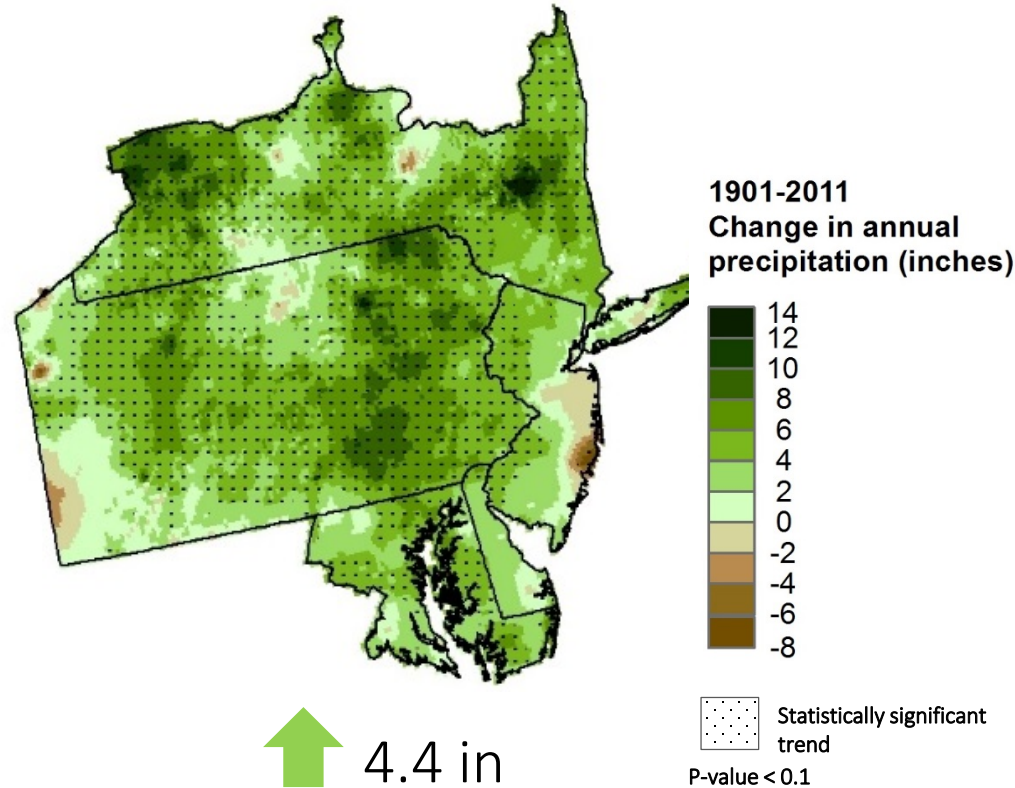 1901-2011
Change in annual
precipitation (inches)
14
12
10
8
6
4
2
0
-2
-4
-6
-8
Statistically significant
trend
P-value < 0.1
4.4 in